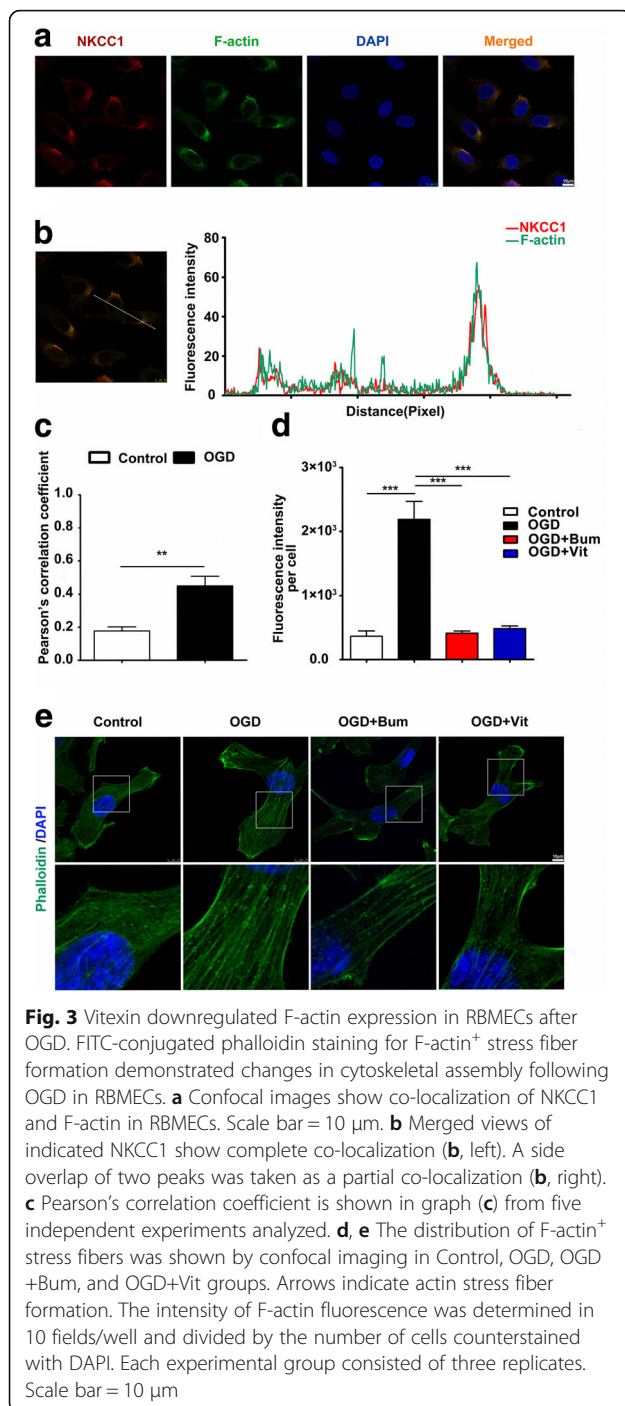 a
NKCC1 F-actin DAPI Merged
10μm
b
80
60
40
20
0
Fluorescence intensity
Distance(Pixel)
NKCC1
F-actin
c
Control OGD
Pearson's correlation coefficient
1.0
0.8
0.6
0.4
0.2
0.0
**
d
Fluorescence intensity
per cell
3×10³
2×10³
1×10³
0.0
***
***
***
Control
OGD
OGD+Bum
OGD+Vit
e
Control OGD OGD+Bum OGD+Vit
Phalloidin /DAPI
10μm
Fig. 3 Vitexin downregulated F-actin expression in RBMECs after
OGD. FITC-conjugated phalloidin staining for F-actin⁺ stress fiber
formation demonstrated changes in cytoskeletal assembly following
OGD in RBMECs. a Confocal images show co-localization of NKCC1
and F-actin in RBMECs. Scale bar = 10 μm. b Merged views of
indicated NKCC1 show complete co-localization (b, left). A side
overlap of two peaks was taken as a partial co-localization (b, right).
c Pearson's correlation coefficient is shown in graph (c) from five
independent experiments analyzed. d, e The distribution of F-actin⁺
stress fibers was shown by confocal imaging in Control, OGD, OGD
+Bum, and OGD+Vit groups. Arrows indicate actin stress fiber
formation. The intensity of F-actin fluorescence was determined in
10 fields/well and divided by the number of cells counterstained
with DAPI. Each experimental group consisted of three replicates.
Scale bar = 10 μm